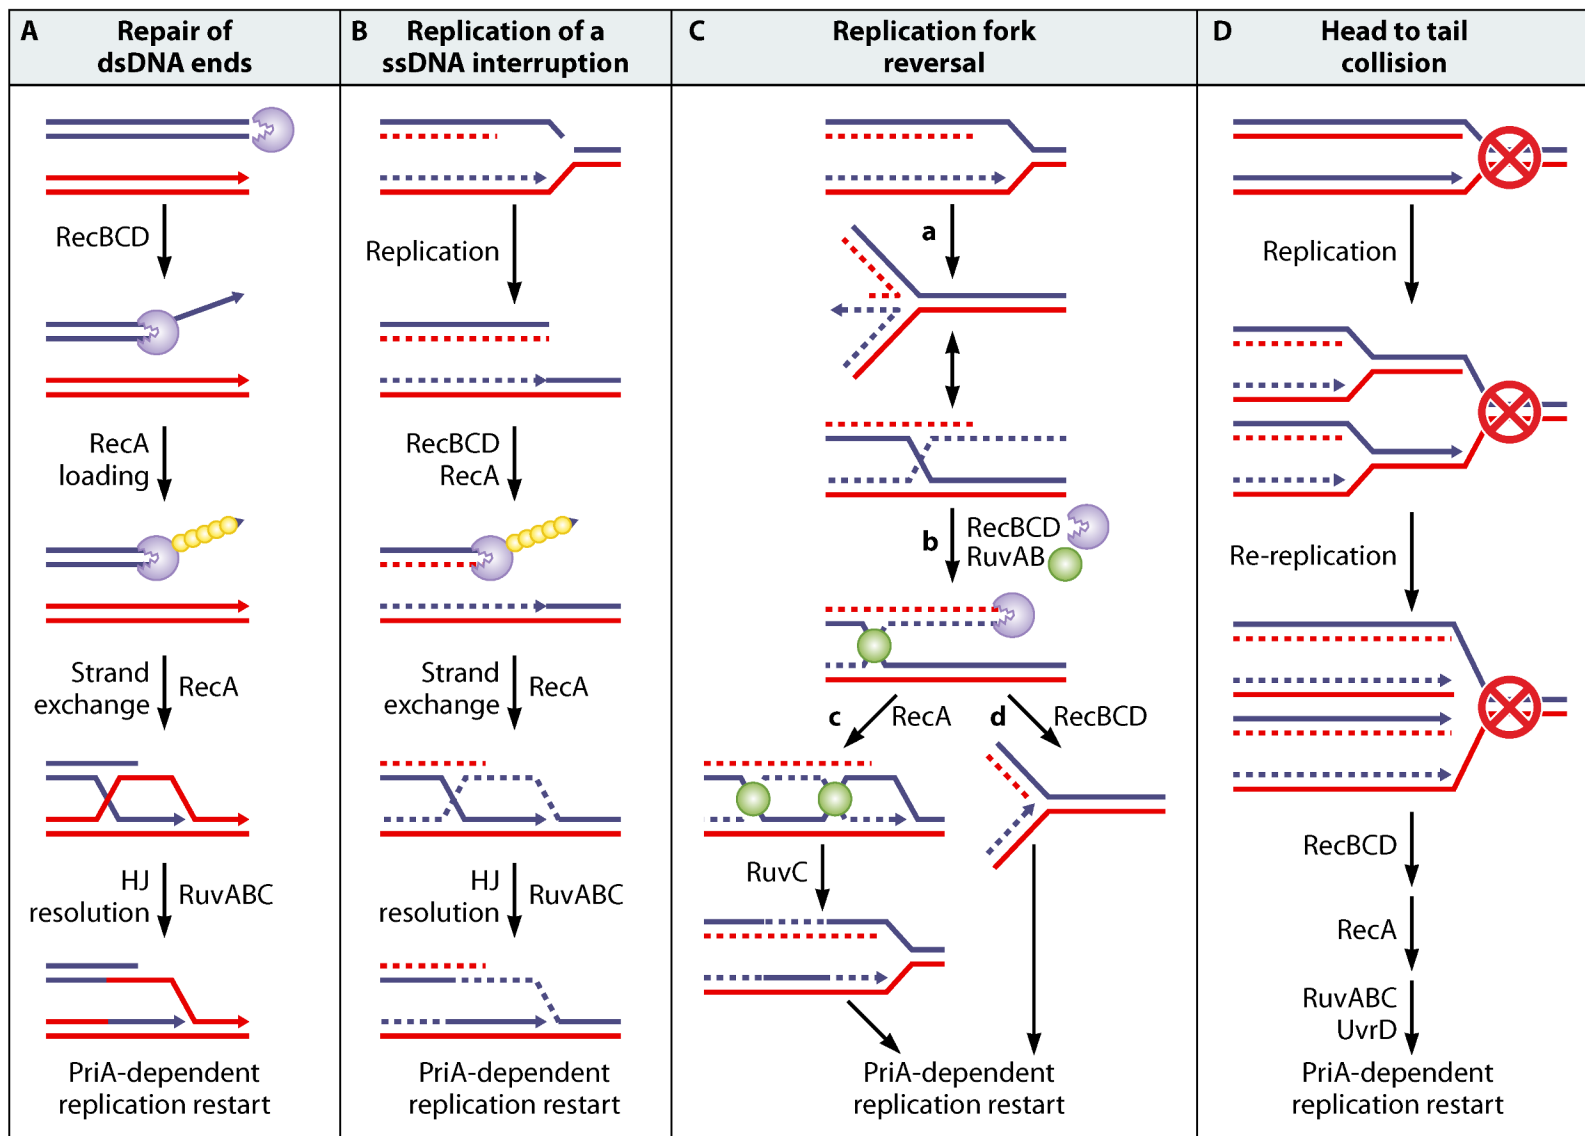 A Repair of
dsDNA ends
RecBCD
RecA
loading
Strand
exchange
RecA
HJ
resolution
RuvABC
PriA-dependent
replication restart
B Replication of a
ssDNA interruption
Replication
RecBCD
RecA
Strand
exchange
RecA
HJ
resolution
RuvABC
PriA-dependent
replication restart
C Replication fork
reversal
a
b
RecBCD
RuvAB
c
RecA
d
RecBCD
RuvC
PriA-dependent
replication restart
D Head to tail
collision
Replication
Re-replication
RecBCD
RecA
RuvABC
UvrD
PriA-dependent
replication restart